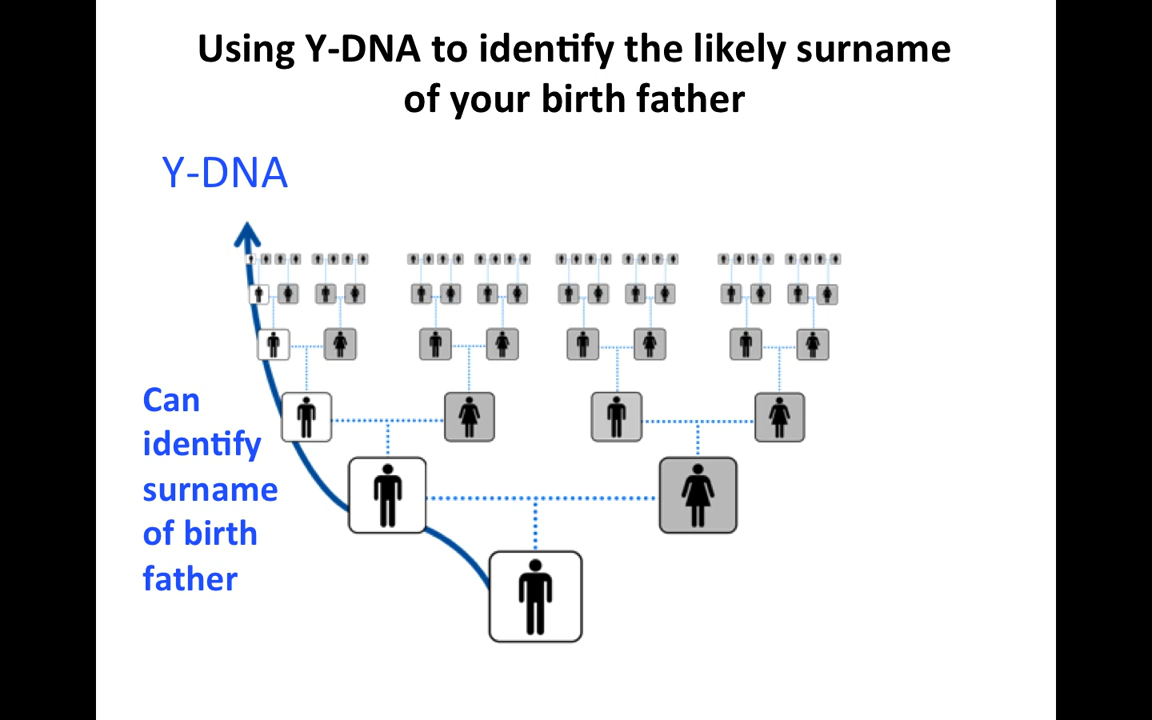 Using Y-DNA to identify the likely surname
of your birth father
Y-DNA
Can
identify
surname
of birth
father